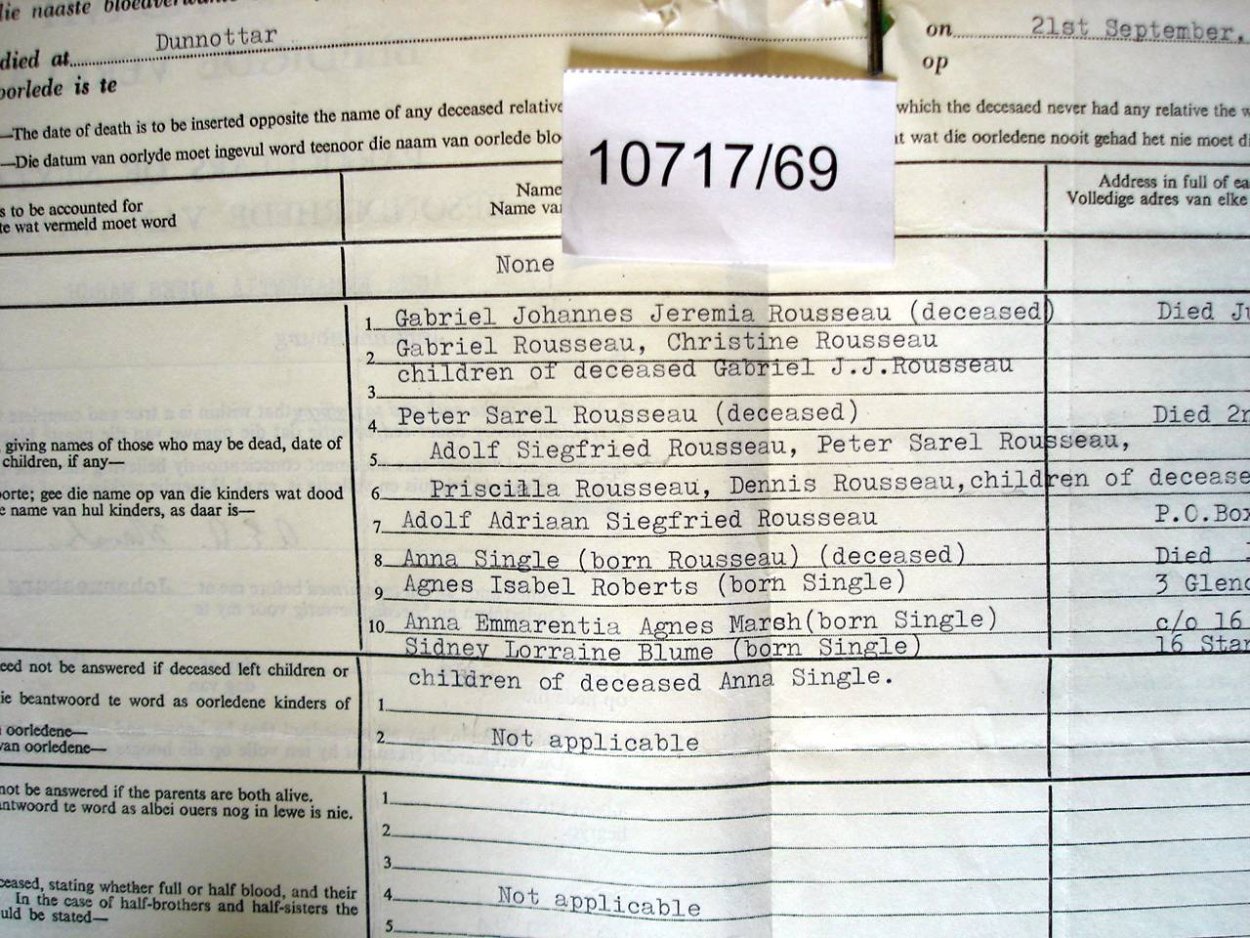 die naaste
died at Dunnottar on 21st September,
oorlede is te op
—The date of death is to be inserted opposite the name of any deceased relative which the decesaed never had any relative the w
—Die datum van oorlyde moet ingevul word teenoor die naam van oorlede blo at wat die oorledene nooit gehad het nie moet di
10717/69
s to be accounted for
te wat vermeld moet word
Name
Name van
Address in full of ea
Volledige adres van elke
None
1 Gabriel Johannes Jeremia Rousseau (deceased) Died Ju
2 Gabriel Rousseau, Christine Rousseau
3 children of deceased Gabriel J.J.Rousseau
4 Peter Sarel Rousseau (deceased) Died 2n
, giving names of those who may be dead, date of
children, if any—
5 Adolf Siegfried Rousseau, Peter Sarel Rousseau,
oorte; gee die name op van die kinders wat dood
e name van hul kinders, as daar is—
6 Priscilla Rousseau, Dennis Rousseau,children of decease
7 Adolf Adriaan Siegfried Rousseau P.O.Box
8 Anna Single (born Rousseau) (deceased) Died
9 Agnes Isabel Roberts (born Single) 3 Glend
10 Anna Emmarentia Agnes Marsh(born Single) c/o 16
Sidney Lorraine Blume (born Single) 16 Star
children of deceased Anna Single.
eed not be answered if deceased left children or
ie beantwoord te word as oorledene kinders of
oorledene—
van oorledene—
1
2 Not applicable
not be answered if the parents are both alive.
antwoord te word as albei ouers nog in lewe is nie.
1
2
3
ceased, stating whether full or half blood, and their
In the case of half-brothers and half-sisters the
uld be stated—
4 Not applicable
5